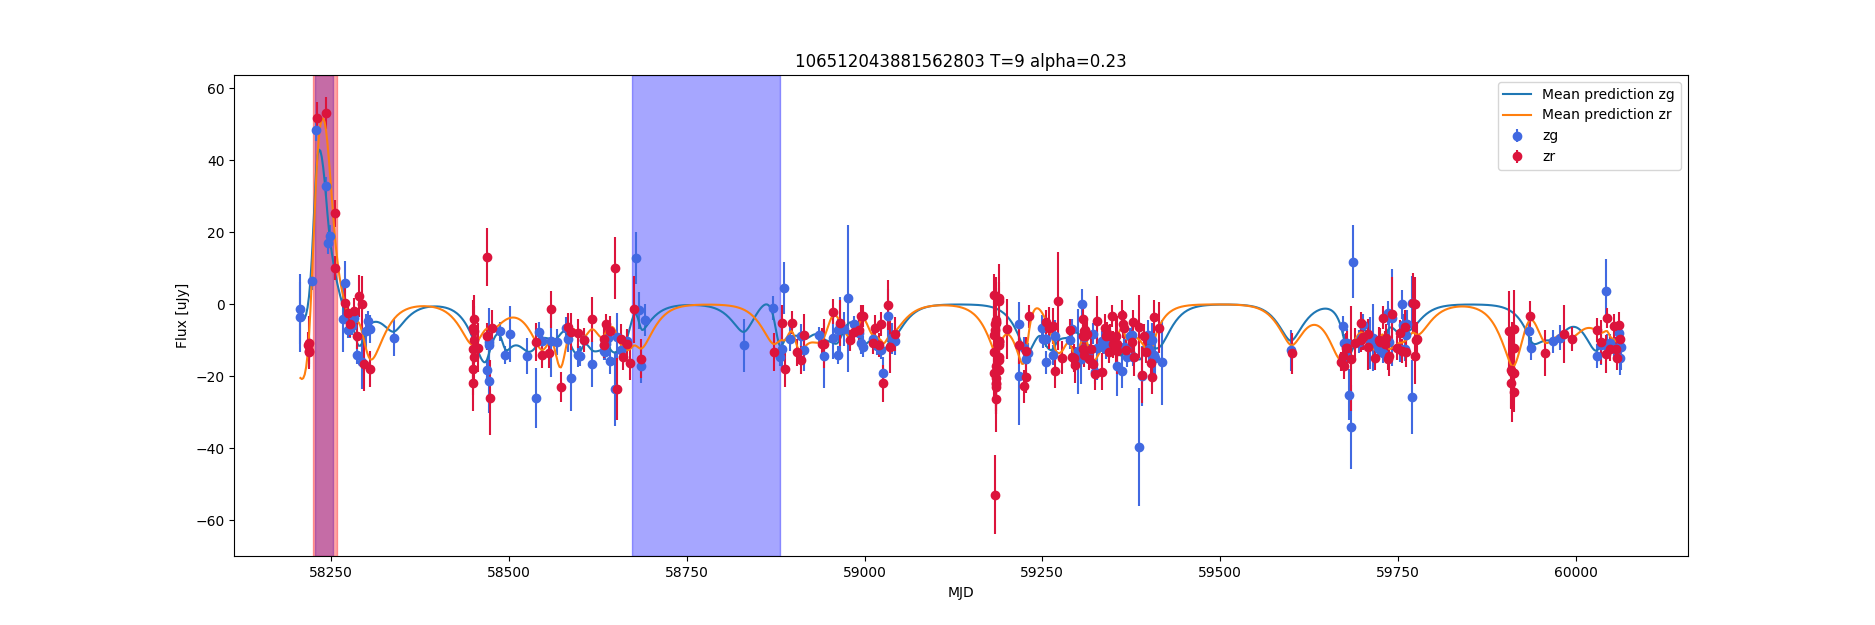 106512043881562803 T=9 alpha=0.23
60
40
20
0
−20
−40
−60
Flux [uJy]
58250 58500 58750 59000 59250 59500 59750 60000
MJD
Mean prediction zg
Mean prediction zr
zg
zr